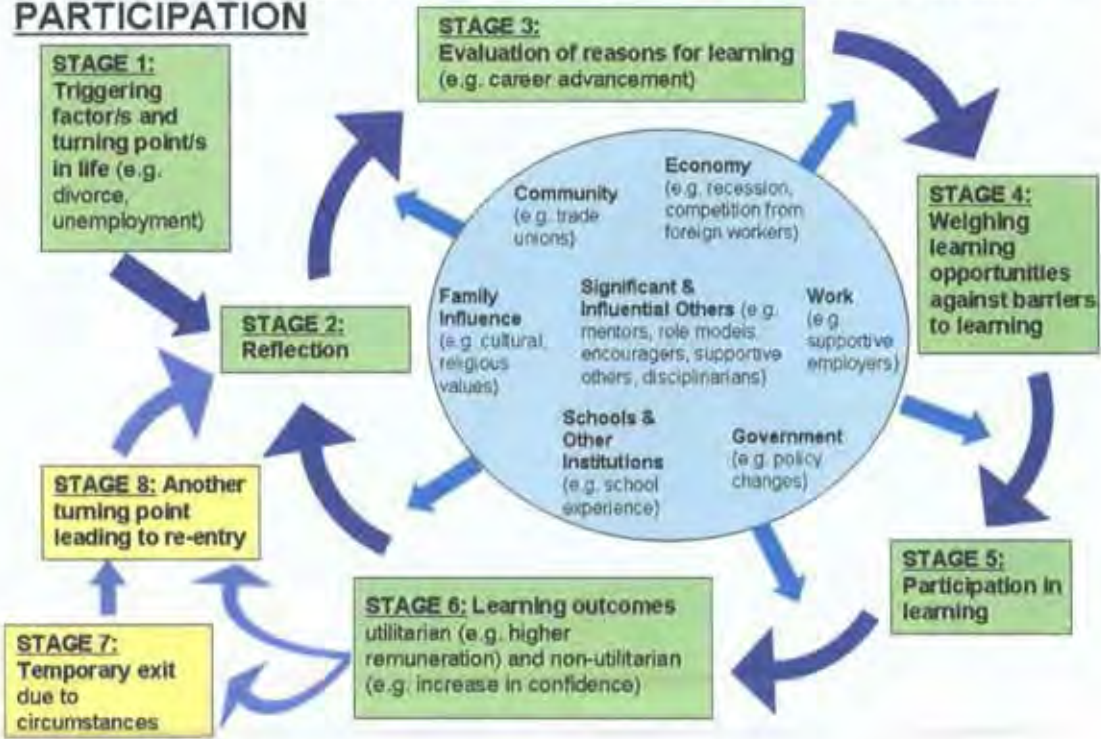 PARTICIPATION
STAGE 1:
Triggering
factor/s and
turning point/s
in life (e.g.
divorce,
unemployment)
STAGE 2:
Reflection
STAGE 3:
Evaluation of reasons for learning
(e.g. career advancement)
STAGE 4:
Weighing
learning
opportunities
against barriers
to learning
Community
(e.g. trade
unions)
Economy
(e.g. recession,
competition from
foreign workers)
Family
Influence
(e.g. cultural,
religious
values)
Significant &
Influential Others (e.g.
mentors, role models
encouragers, supportive
others, disciplinarians)
Work
(e.g.
supportive
employers)
Schools &
Other
Institutions
(e.g. school
experience)
Government
(e.g. policy
changes)
STAGE 5:
Participation in
learning
STAGE 6: Learning outcomes
utilitarian (e.g. higher
remuneration) and non-utilitarian
(e.g. increase in confidence)
STAGE 7:
Temporary exit
due to
circumstances
STAGE 8: Another
turning point
leading to re-entry